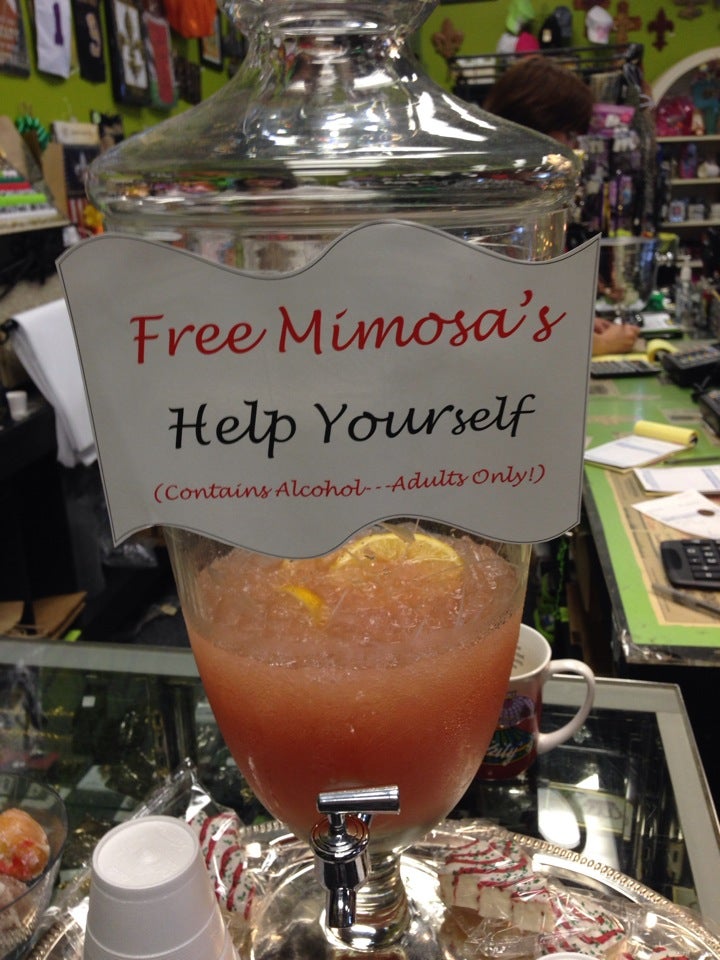 Free Mimosa's
Help Yourself
(Contains Alcohol---Adults Only!)